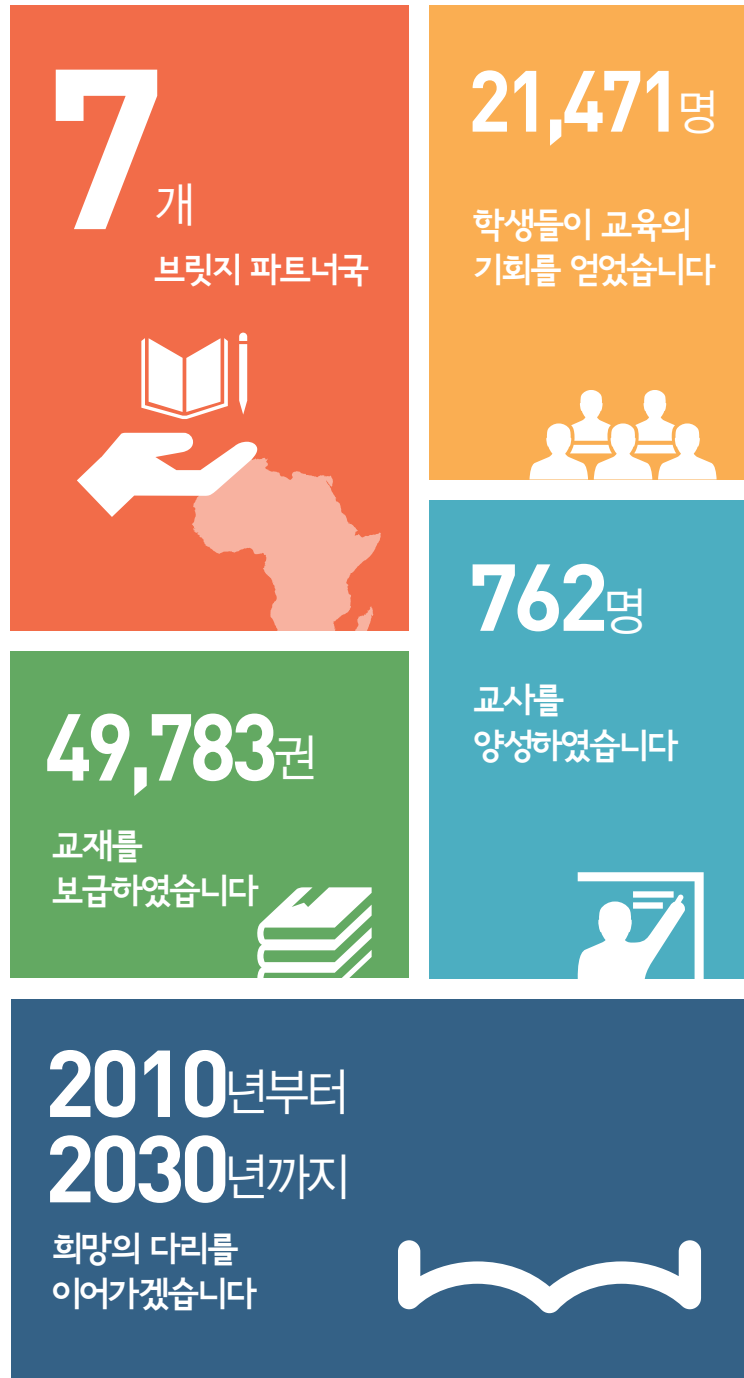 7개
브릿지 파트너국
21,471명
학생들이 교육의
기회를 얻었습니다
762명
교사를
양성하였습니다
49,783권
교재를
보급하였습니다
2010년부터
2030년까지
희망의 다리를
이어가겠습니다